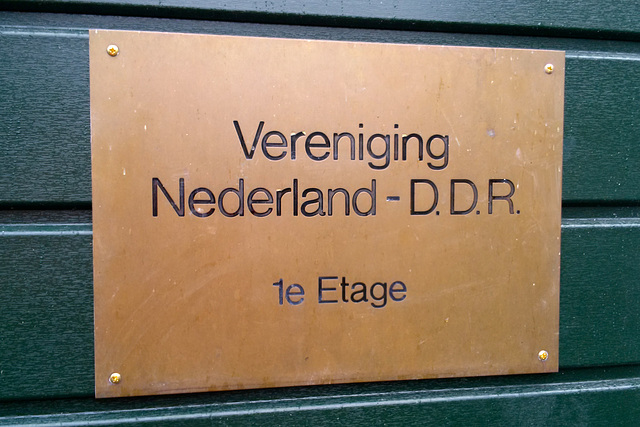 Vereniging
Nederland - D.D.R.
1e Etage